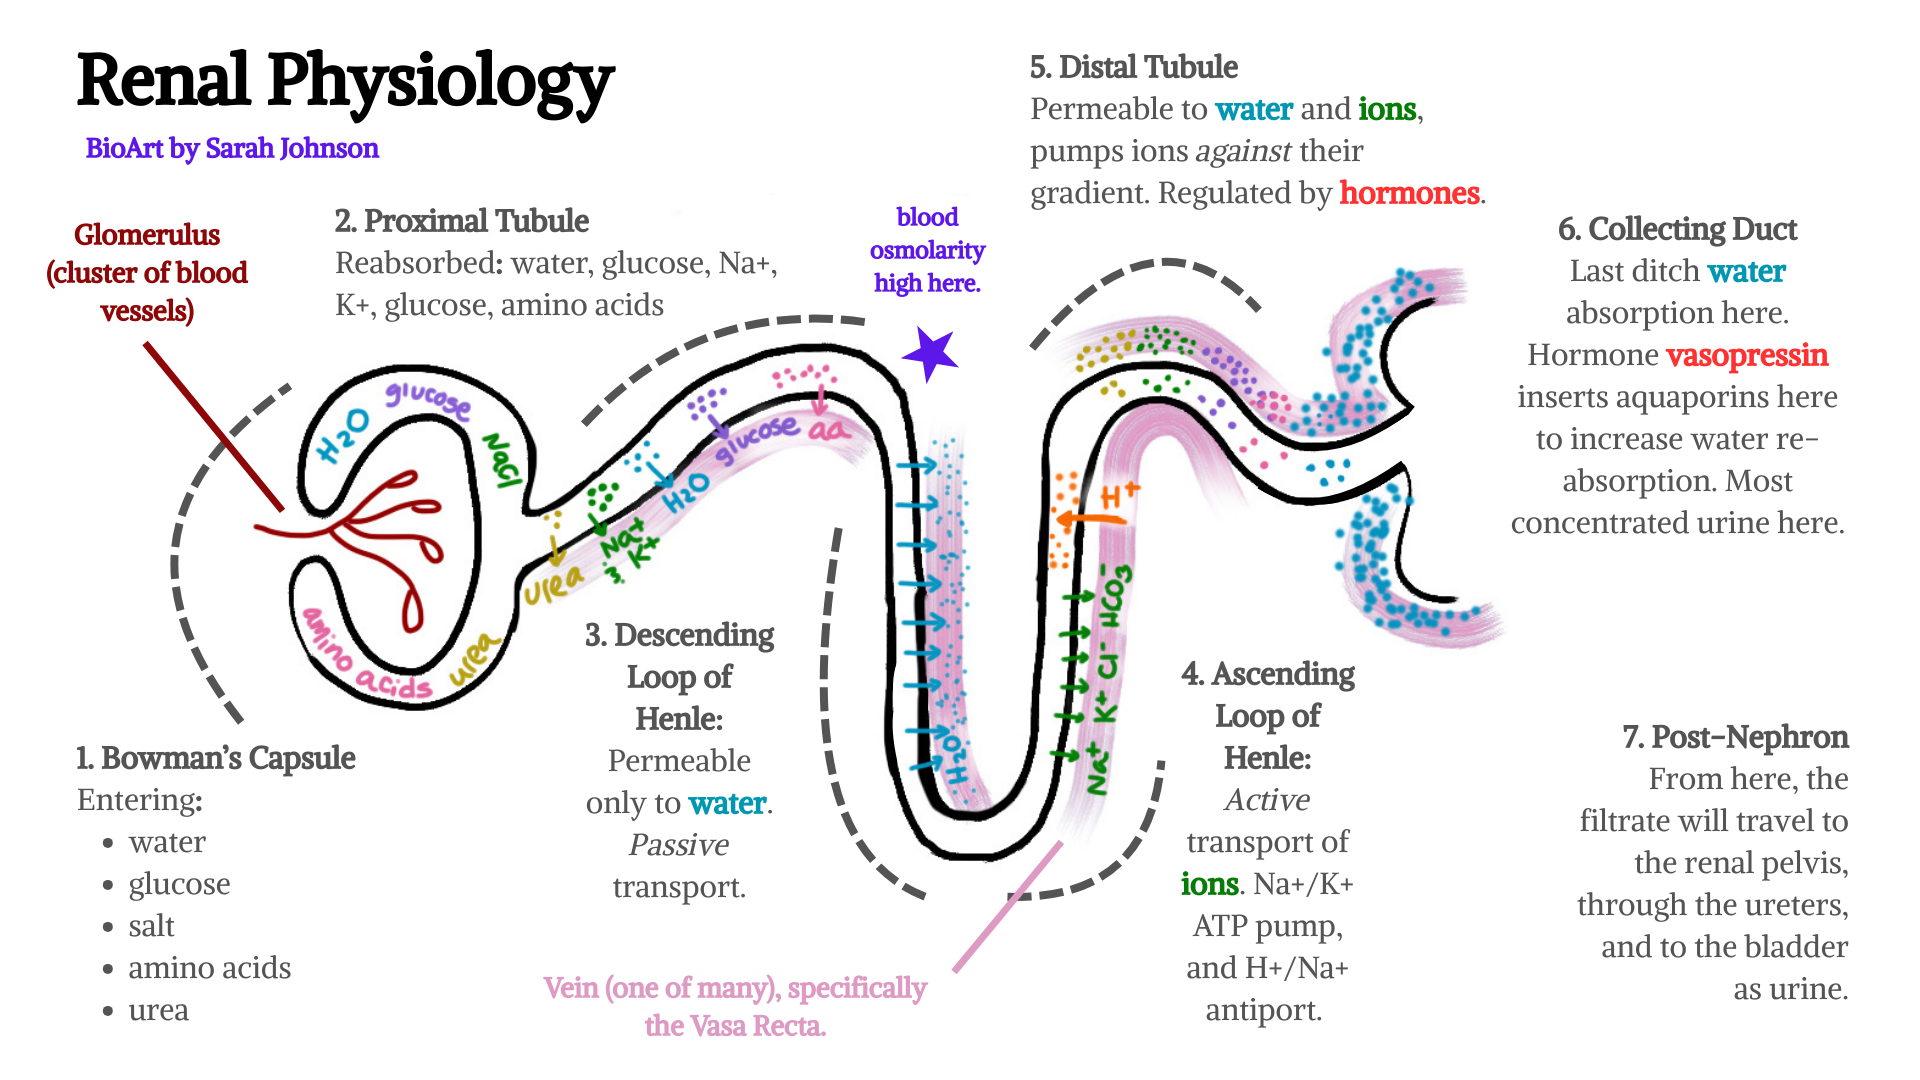 Renal Physiology
BioArt by Sarah Johnson
Glomerulus
(cluster of blood
vessels)
2. Proximal Tubule
Reabsorbed: water, glucose, Na+,
K+, glucose, amino acids
blood
osmolarity
high here.
5. Distal Tubule
Permeable to water and ions,
pumps ions against their
gradient. Regulated by hormones.
6. Collecting Duct
Last ditch water
absorption here.
Hormone vasopressin
inserts aquaporins here
to increase water re-
absorption. Most
concentrated urine here.
H2O
glucose
NaCl
amino acids
urea
urea
Na+
K+
H2O
glucose
aa
H2O
H+
HCO3-
Cl-
K+
Na+
1. Bowman's Capsule
Entering:
• water
• glucose
• salt
• amino acids
• urea
3. Descending
Loop of
Henle:
Permeable
only to water.
Passive
transport.
4. Ascending
Loop of
Henle:
Active
transport of
ions. Na+/K+
ATP pump,
and H+/Na+
antiport.
Vein (one of many), specifically
the Vasa Recta.
7. Post-Nephron
From here, the
filtrate will travel to
the renal pelvis,
through the ureters,
and to the bladder
as urine.